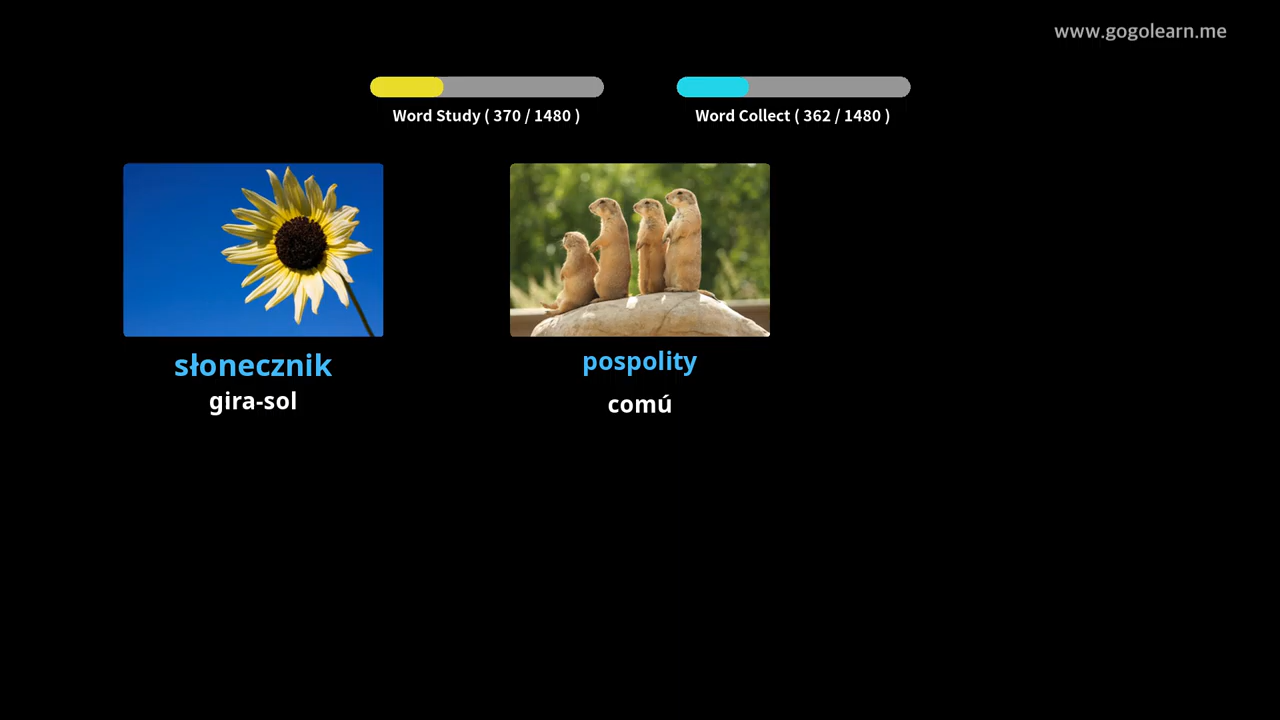 www.gogolearn.me
Word Study ( 370 / 1480 )
Word Collect ( 362 / 1480 )
słonecznik
gira-sol
pospolity
comú